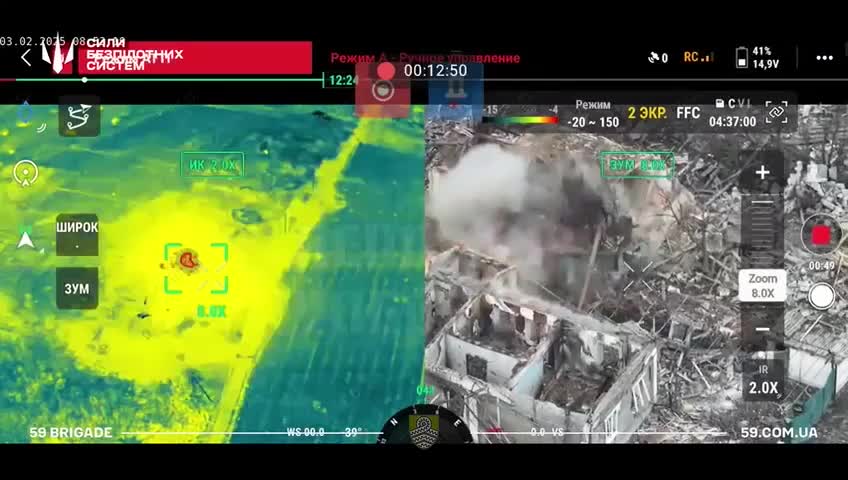 03.02.2025
СИЛИ
БЕЗПІЛОТНИХ
СИСТЕМ
Режим А - Ручное управление
00:12:50
12:24
0
RC
41%
14,9V
-15
-4
Режим
-20 ~ 150
2 ЭКР.
FFC
04:37:00
ИК 2.0X
ЗУМ 8.0X
ШИРОК
.
ЗУМ
8.0X
00:49
Zoom
8.0X
IR
2.0X
59 BRIGADE
WS 00.0
-39°
N
E
0.0 VS
59.COM.UA